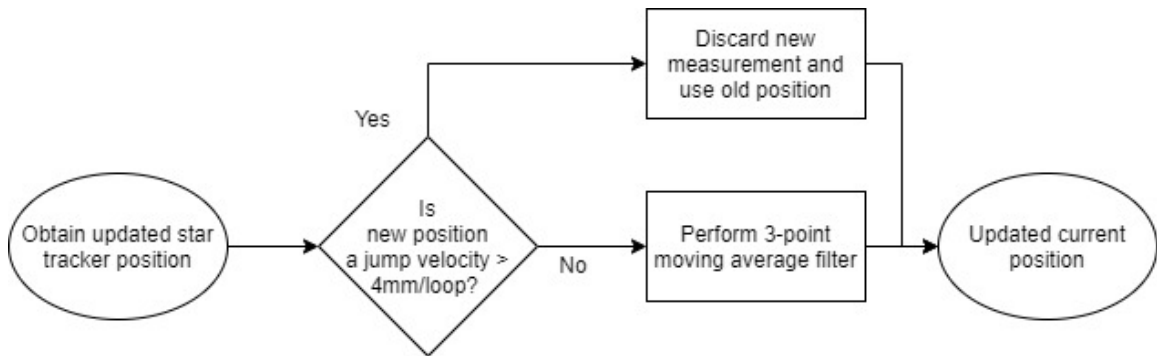 Obtain updated star
tracker position
Is
new position
a jump velocity >
4mm/loop?
Yes
Discard new
measurement and
use old position
No
Perform 3-point
moving average filter
Updated current
position